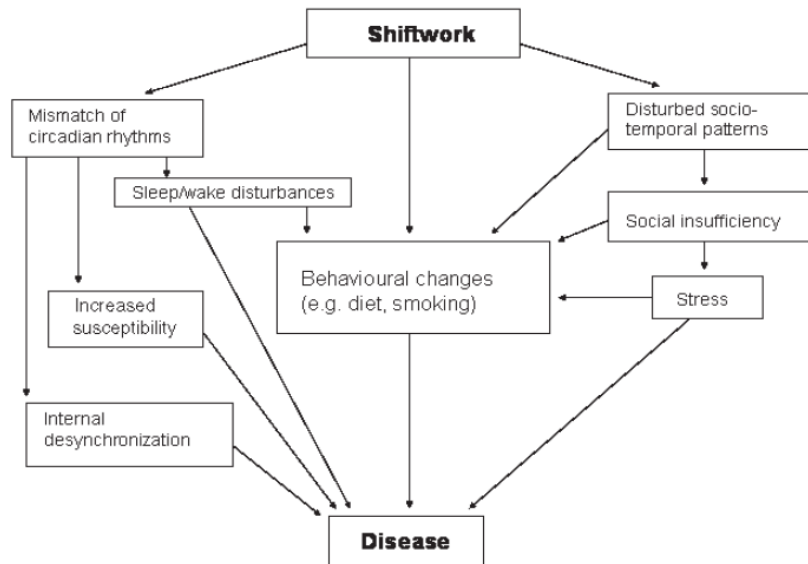 Shiftwork
Mismatch of
circadian rhythms
Disturbed socio-
temporal patterns
Sleep/wake disturbances
Social insufficiency
Behavioural changes
(e.g. diet, smoking)
Increased
susceptibility
Stress
Internal
desynchronization
Disease